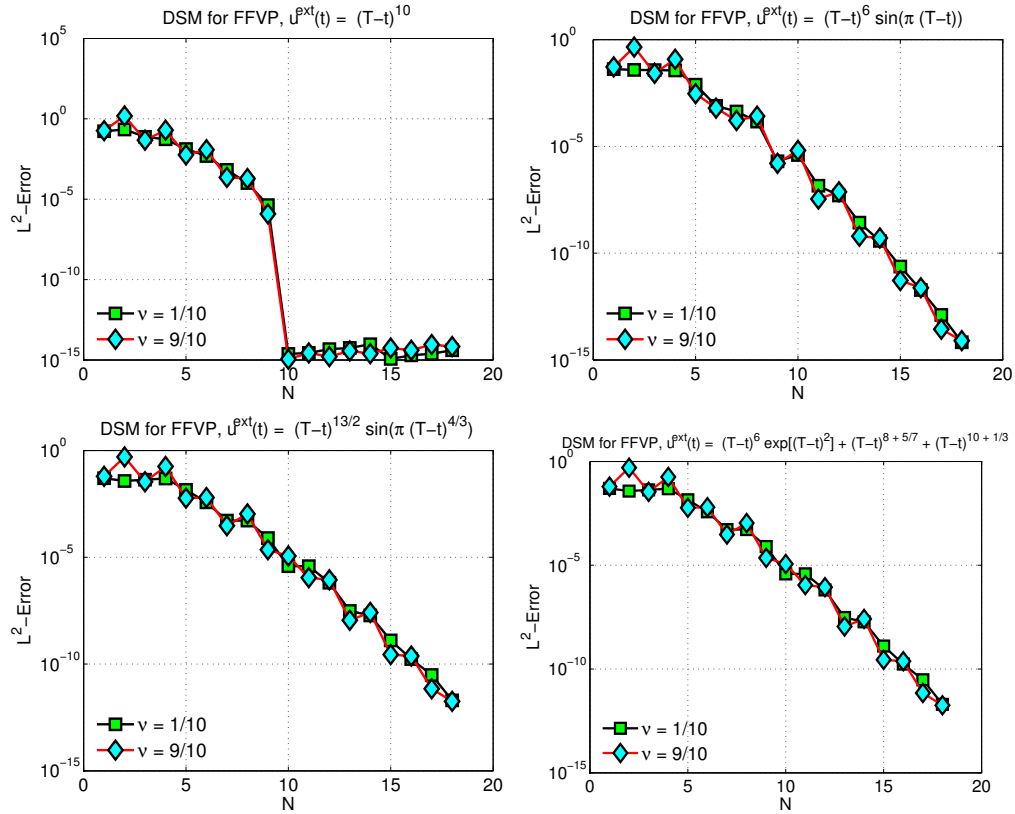 DSM for FFVP, u^ext(t) = (T−t)^10
10^5
10^0
10^−5
10^−10
10^−15
L^2−Error
ν = 1/10
ν = 9/10
0 5 10 15 20
N
DSM for FFVP, u^ext(t) = (T−t)^6 sin(π (T−t))
10^0
10^−5
10^−10
10^−15
L^2−Error
ν = 1/10
ν = 9/10
0 5 10 15 20
N
DSM for FFVP, u^ext(t) = (T−t)^13/2 sin(π (T−t)^4/3)
10^0
10^−5
10^−10
10^−15
L^2−Error
ν = 1/10
ν = 9/10
0 5 10 15 20
N
DSM for FFVP, u^ext(t) = (T−t)^6 exp[(T−t)^2] + (T−t)^8 + 5/7 + (T−t)^10 + 1/3
10^0
10^−5
10^−10
10^−15
L^2−Error
ν = 1/10
ν = 9/10
0 5 10 15 20
N